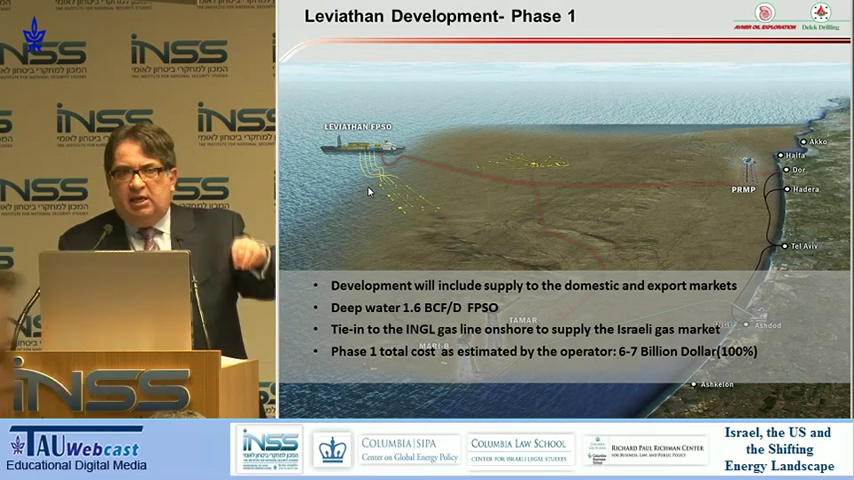 Leviathan Development- Phase 1
AVNER OIL EXPLORATION
Delek Drilling
iNSS
המכון למחקרי ביטחון לאומי
THE INSTITUTE FOR NATIONAL SECURITY STUDIES
LEVIATHAN FPSO
Akko
Haifa
Dor
PRMP
Hadera
Tel Aviv
• Development will include supply to the domestic and export markets
• Deep water 1.6 BCF/D FPSO
TAMAR
• Tie-in to the INGL gas line onshore to supply the Israeli gas market
Ashdod
MARI-B
• Phase 1 total cost as estimated by the operator: 6-7 Billion Dollar(100%)
Ashkelon
iNSS
TAU Webcast
Educational Digital Media
iNSS
COLUMBIA | SIPA
Center on Global Energy Policy
COLUMBIA LAW SCHOOL
CENTER FOR ISRAELI LEGAL STUDIES
RICHARD PAUL RICHMAN CENTER
FOR BUSINESS, LAW, AND PUBLIC POLICY
Israel, the US and
the Shifting
Energy Landscape